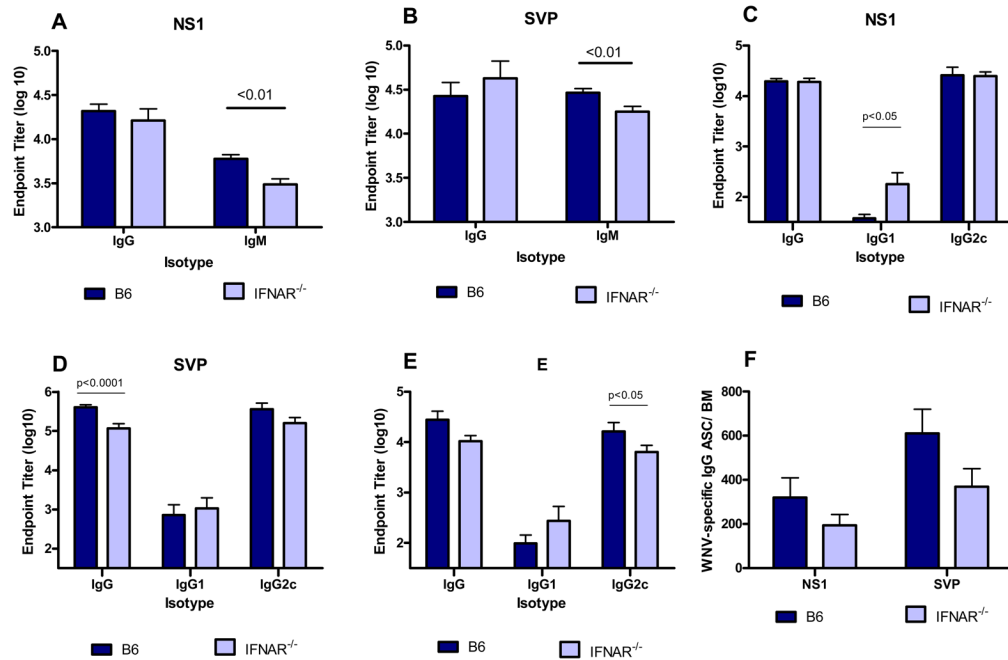 A
NS1
Endpoint Titer (log 10)
5.0
4.5
4.0
3.5
3.0
<0.01
IgG
IgM
Isotype
B6
IFNAR-/-
B
SVP
Endpoint Titer (log 10)
5.0
4.5
4.0
3.5
3.0
<0.01
IgG
IgM
Isotype
B6
IFNAR-/-
C
NS1
Endpoint Titer (log10)
5
4
3
2
p<0.05
IgG
IgG1
IgG2c
Isotype
B6
IFNAR-/-
D
SVP
Endpoint Titer (log10)
6
5
4
3
2
p<0.0001
IgG
IgG1
IgG2c
Isotype
B6
IFNAR-/-
E
E
Endpoint Titer (log10)
5
4
3
2
p<0.05
IgG
IgG1
IgG2c
Isotype
B6
IFNAR-/-
F
WNV-specific IgG ASC/ BM
800
600
400
200
0
NS1
SVP
B6
IFNAR-/-